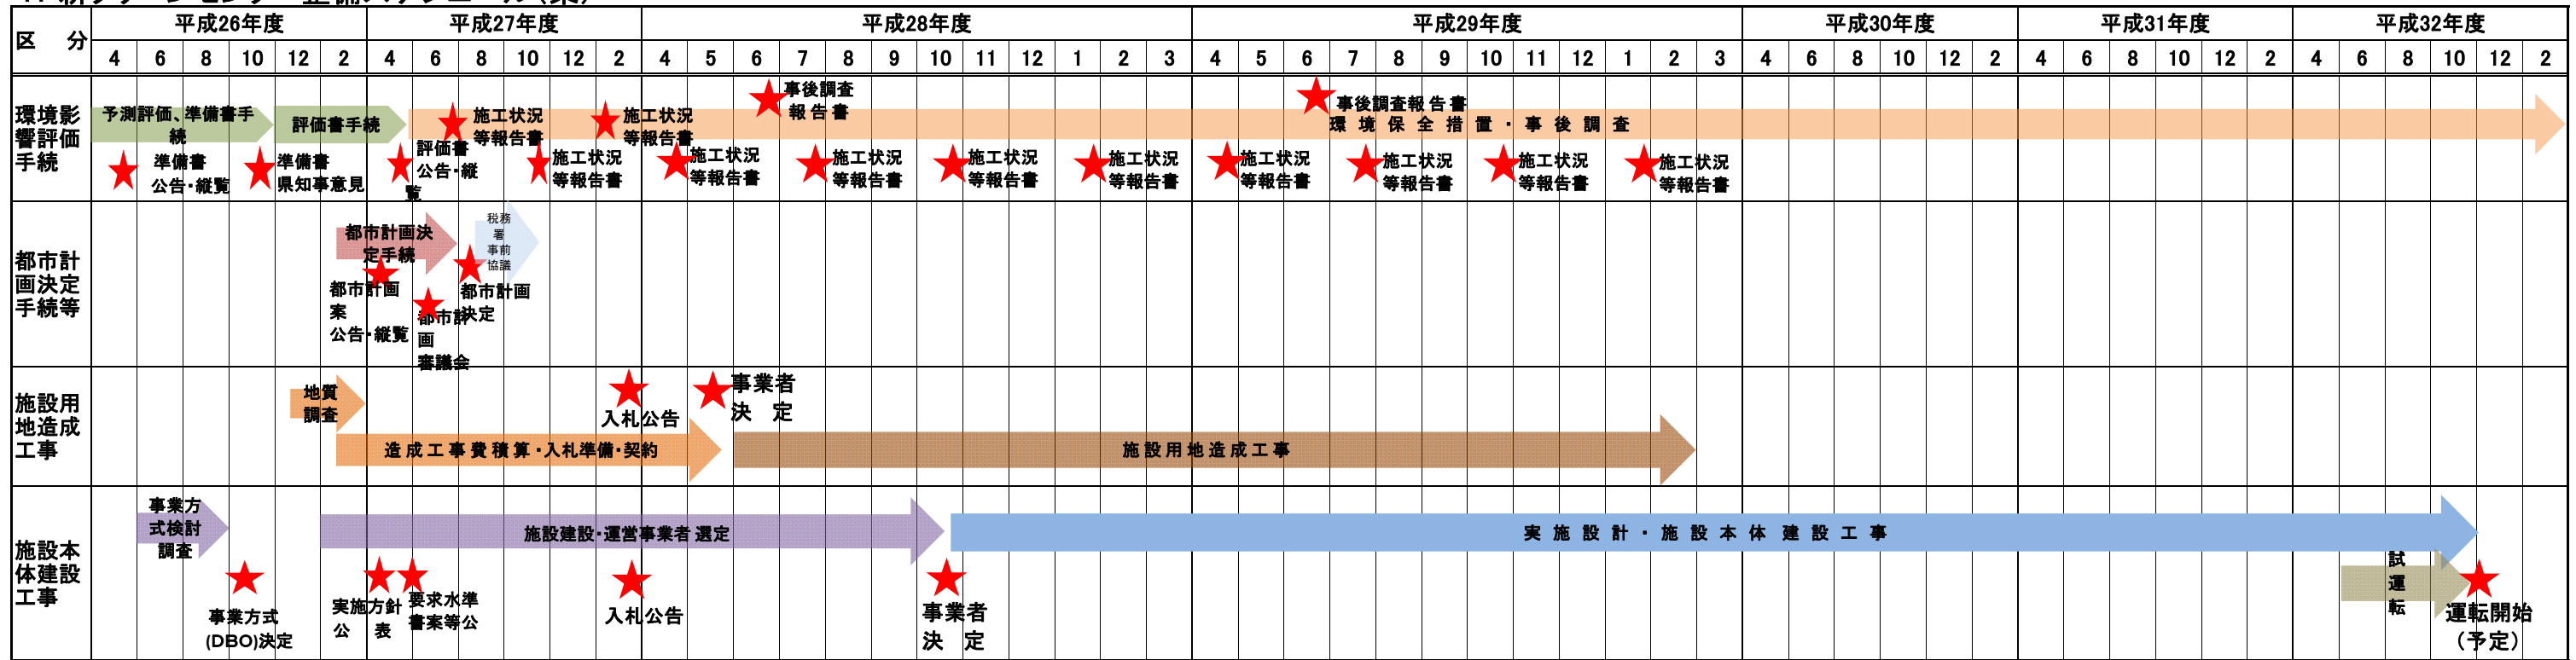 区　分
平成26年度 平成27年度 平成28年度 平成29年度 平成30年度 平成31年度 平成32年度
4 6 8 10 12 2 4 6 8 10 12 2 4 5 6 7 8 9 10 11 12 1 2 3 4 5 6 7 8 9 10 11 12 1 2 3 4 6 8 10 12 2 4 6 8 10 12 2 4 6 8 10 12 2
環境影
響評価
手続
予測評価、準備書手
続
評価書手続
施工状況
等報告書
施工状況
等報告書
事後調査
報告書
事後調査報告書
環境保全措置・事後調査
準備書
公告・縦覧
準備書
県知事意見
評価書
公告・縦
覧
施工状況
等報告書
施工状況
等報告書
施工状況
等報告書
施工状況
等報告書
施工状況
等報告書
施工状況
等報告書
施工状況
等報告書
施工状況
等報告書
施工状況
等報告書
都市計
画決定
手続等
都市計画決
定手続
税務
署
事前
協議
都市計画
案
公告・縦覧
都市計
画
審議会
都市計画
決定
施設用
地造成
工事
地質
調査
入札公告
事業者
決　定
造成工事費積算・入札準備・契約
施設用地造成工事
施設本
体建設
工事
事業方
式検討
調査
施設建設・運営事業者選定
実施設計・施設本体建設工事
事業方式
(DBO)決定
実施方針
公　表
要求水準
書案等公
入札公告
事業者
決　定
試
運
転
運転開始
（予定）